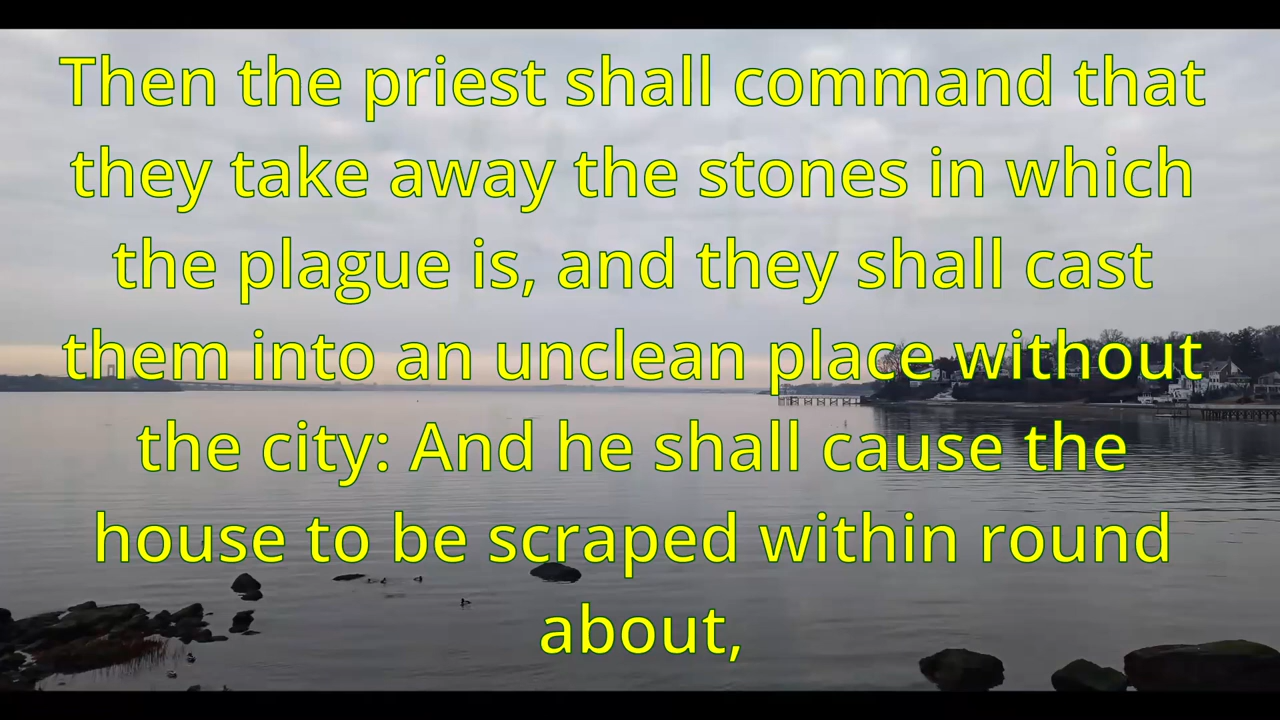 Then the priest shall command that
they take away the stones in which
the plague is, and they shall cast
them into an unclean place without
the city: And he shall cause the
house to be scraped within round
about,